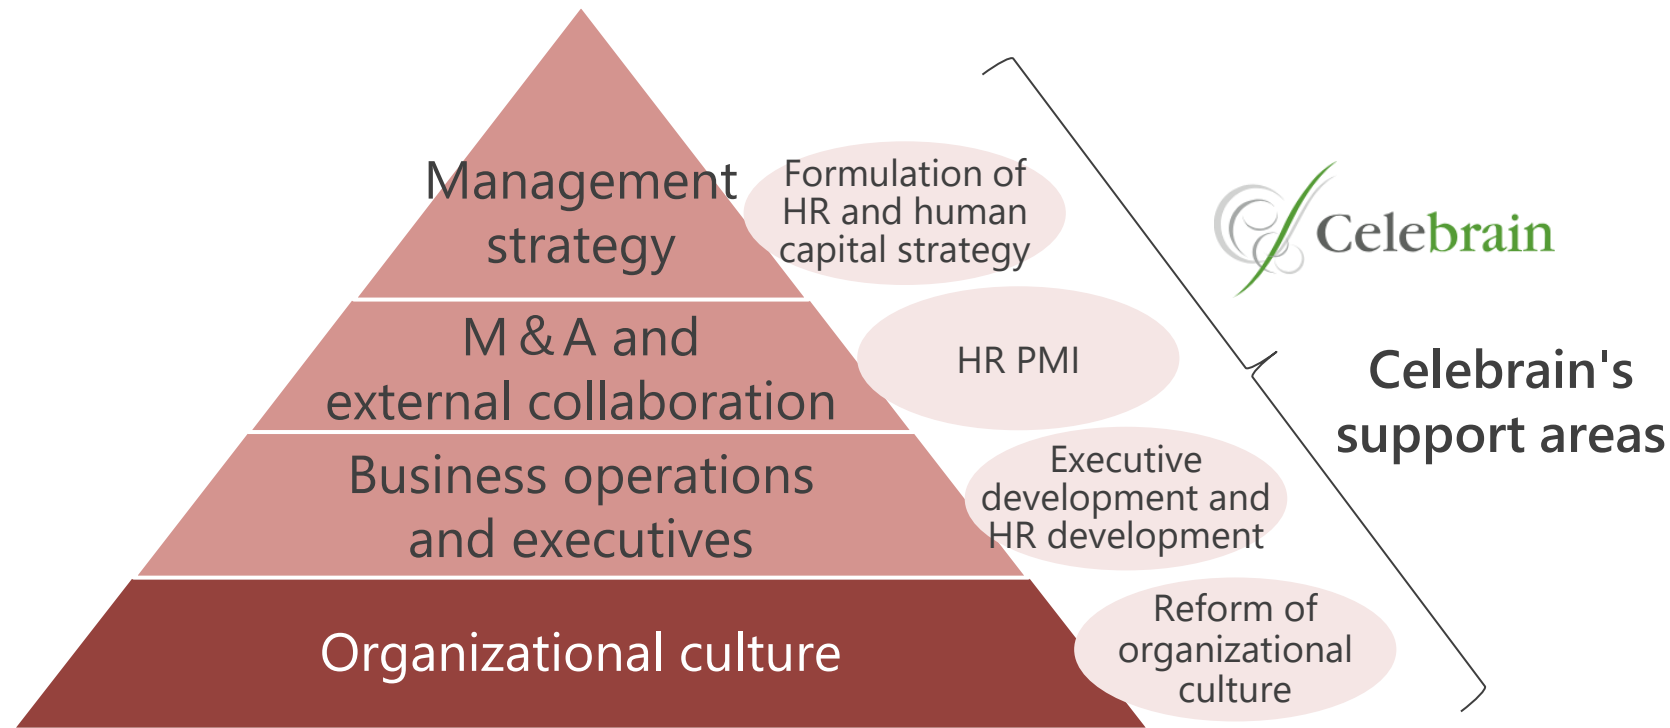 Management
strategy
Formulation of
HR and human
capital strategy
Celebrain
M & A and
external collaboration
HR PMI
Celebrain's
support areas
Business operations
and executives
Executive
development and
HR development
Organizational culture
Reform of
organizational
culture